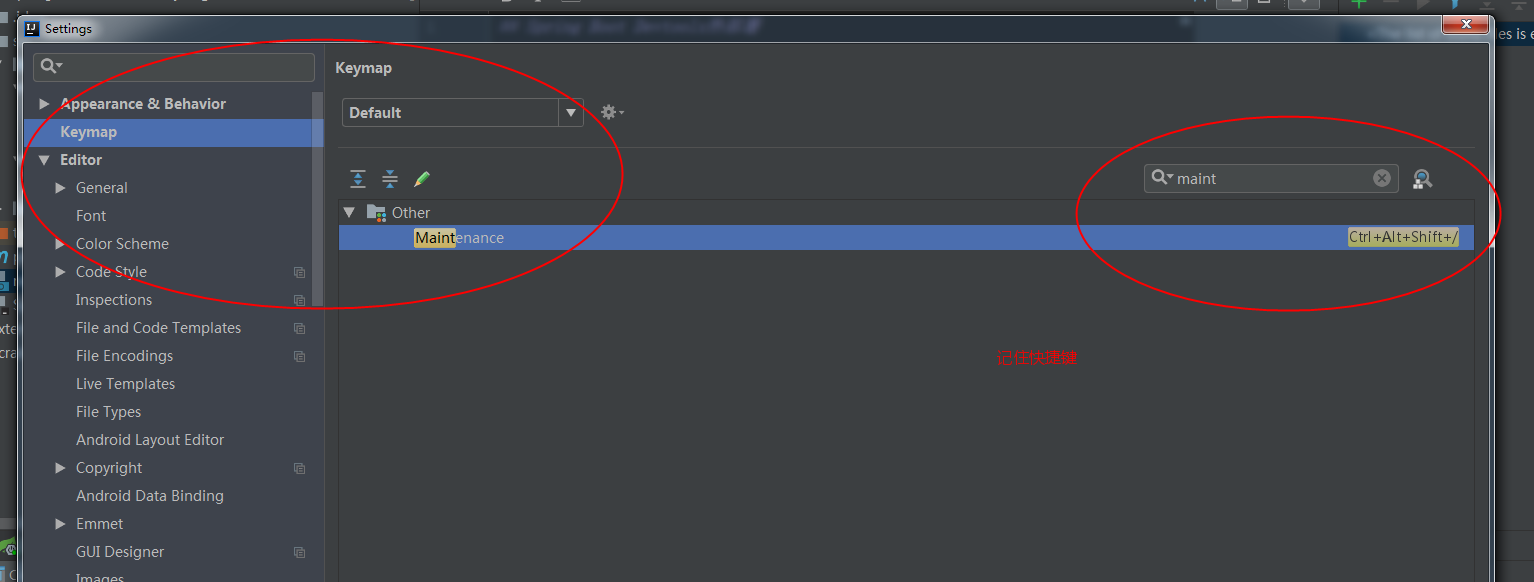 Settings
es is e
Keymap
Appearance & Behavior
Default
Keymap
Editor
General
maint
Font
Other
Color Scheme
Maintenance
Ctrl+Alt+Shift+/
Code Style
Inspections
File and Code Templates
File Encodings
记住快捷键
Live Templates
File Types
Android Layout Editor
Copyright
Android Data Binding
Emmet
GUI Designer
Images